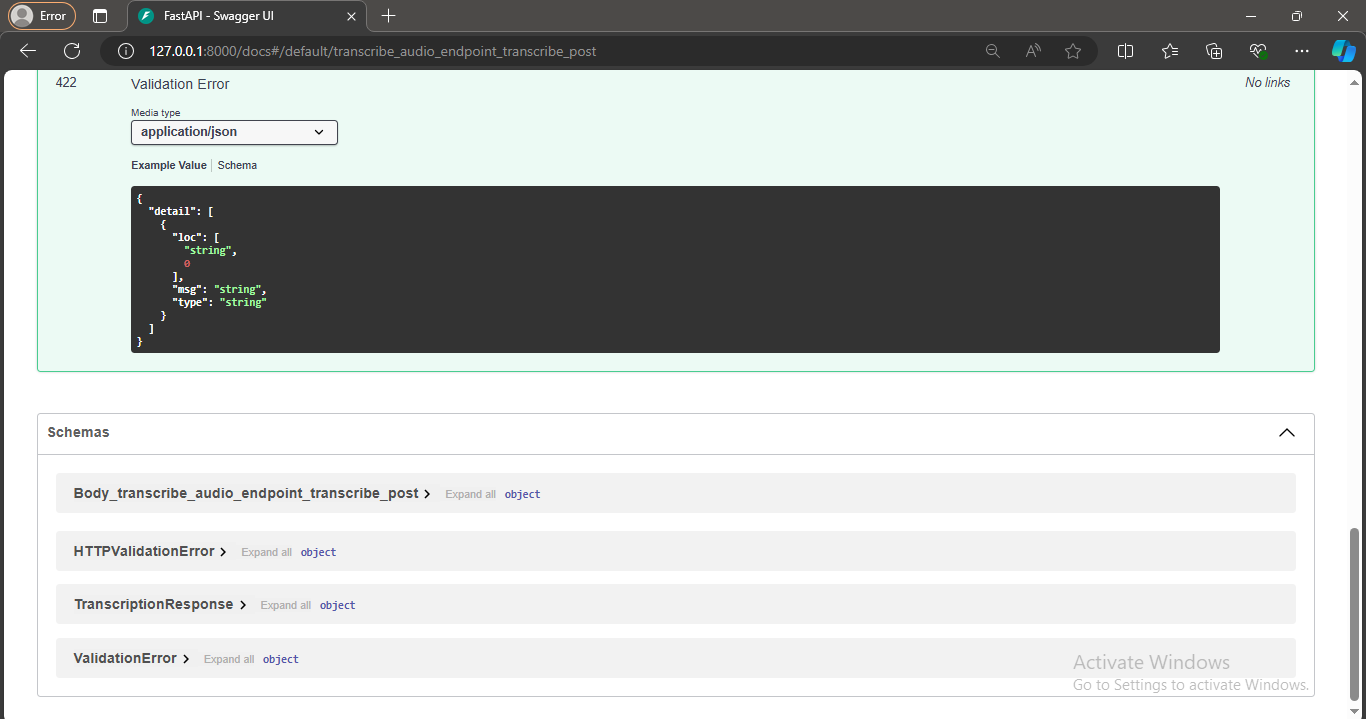 Error
FastAPI - Swagger UI
127.0.0.1:8000/docs#/default/transcribe_audio_endpoint_transcribe_post
422 Validation Error No links
Media type
application/json
Example Value Schema
{
"detail": [
{
"loc": [
"string",
0
],
"msg": "string",
"type": "string"
}
]
}
Schemas
Body_transcribe_audio_endpoint_transcribe_post Expand all object
HTTPValidationError Expand all object
TranscriptionResponse Expand all object
ValidationError Expand all object
Activate Windows
Go to Settings to activate Windows.